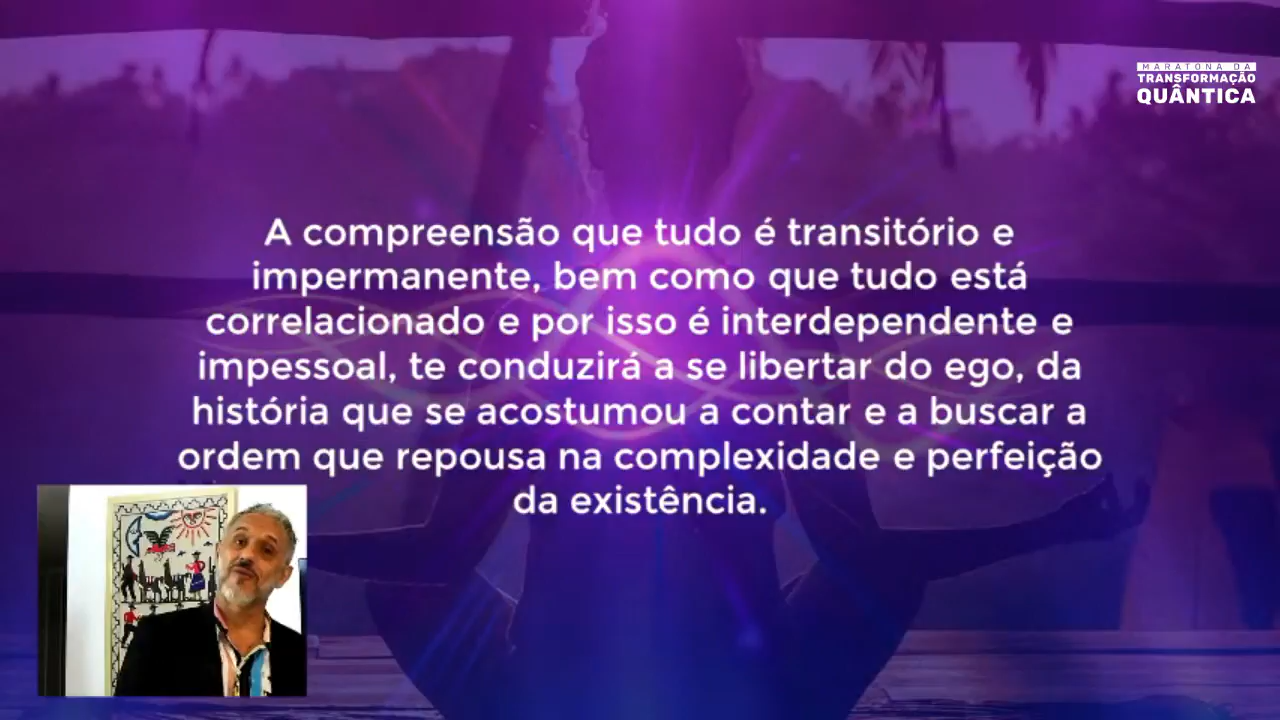 MARATONA DA
TRANSFORMAÇÃO
QUÂNTICA
A compreensão que tudo é transitório e
impermanente, bem como que tudo está
correlacionado e por isso é interdependente e
impessoal, te conduzirá a se libertar do ego, da
história que se acostumou a contar e a buscar a
ordem que repousa na complexidade e perfeição
da existência.